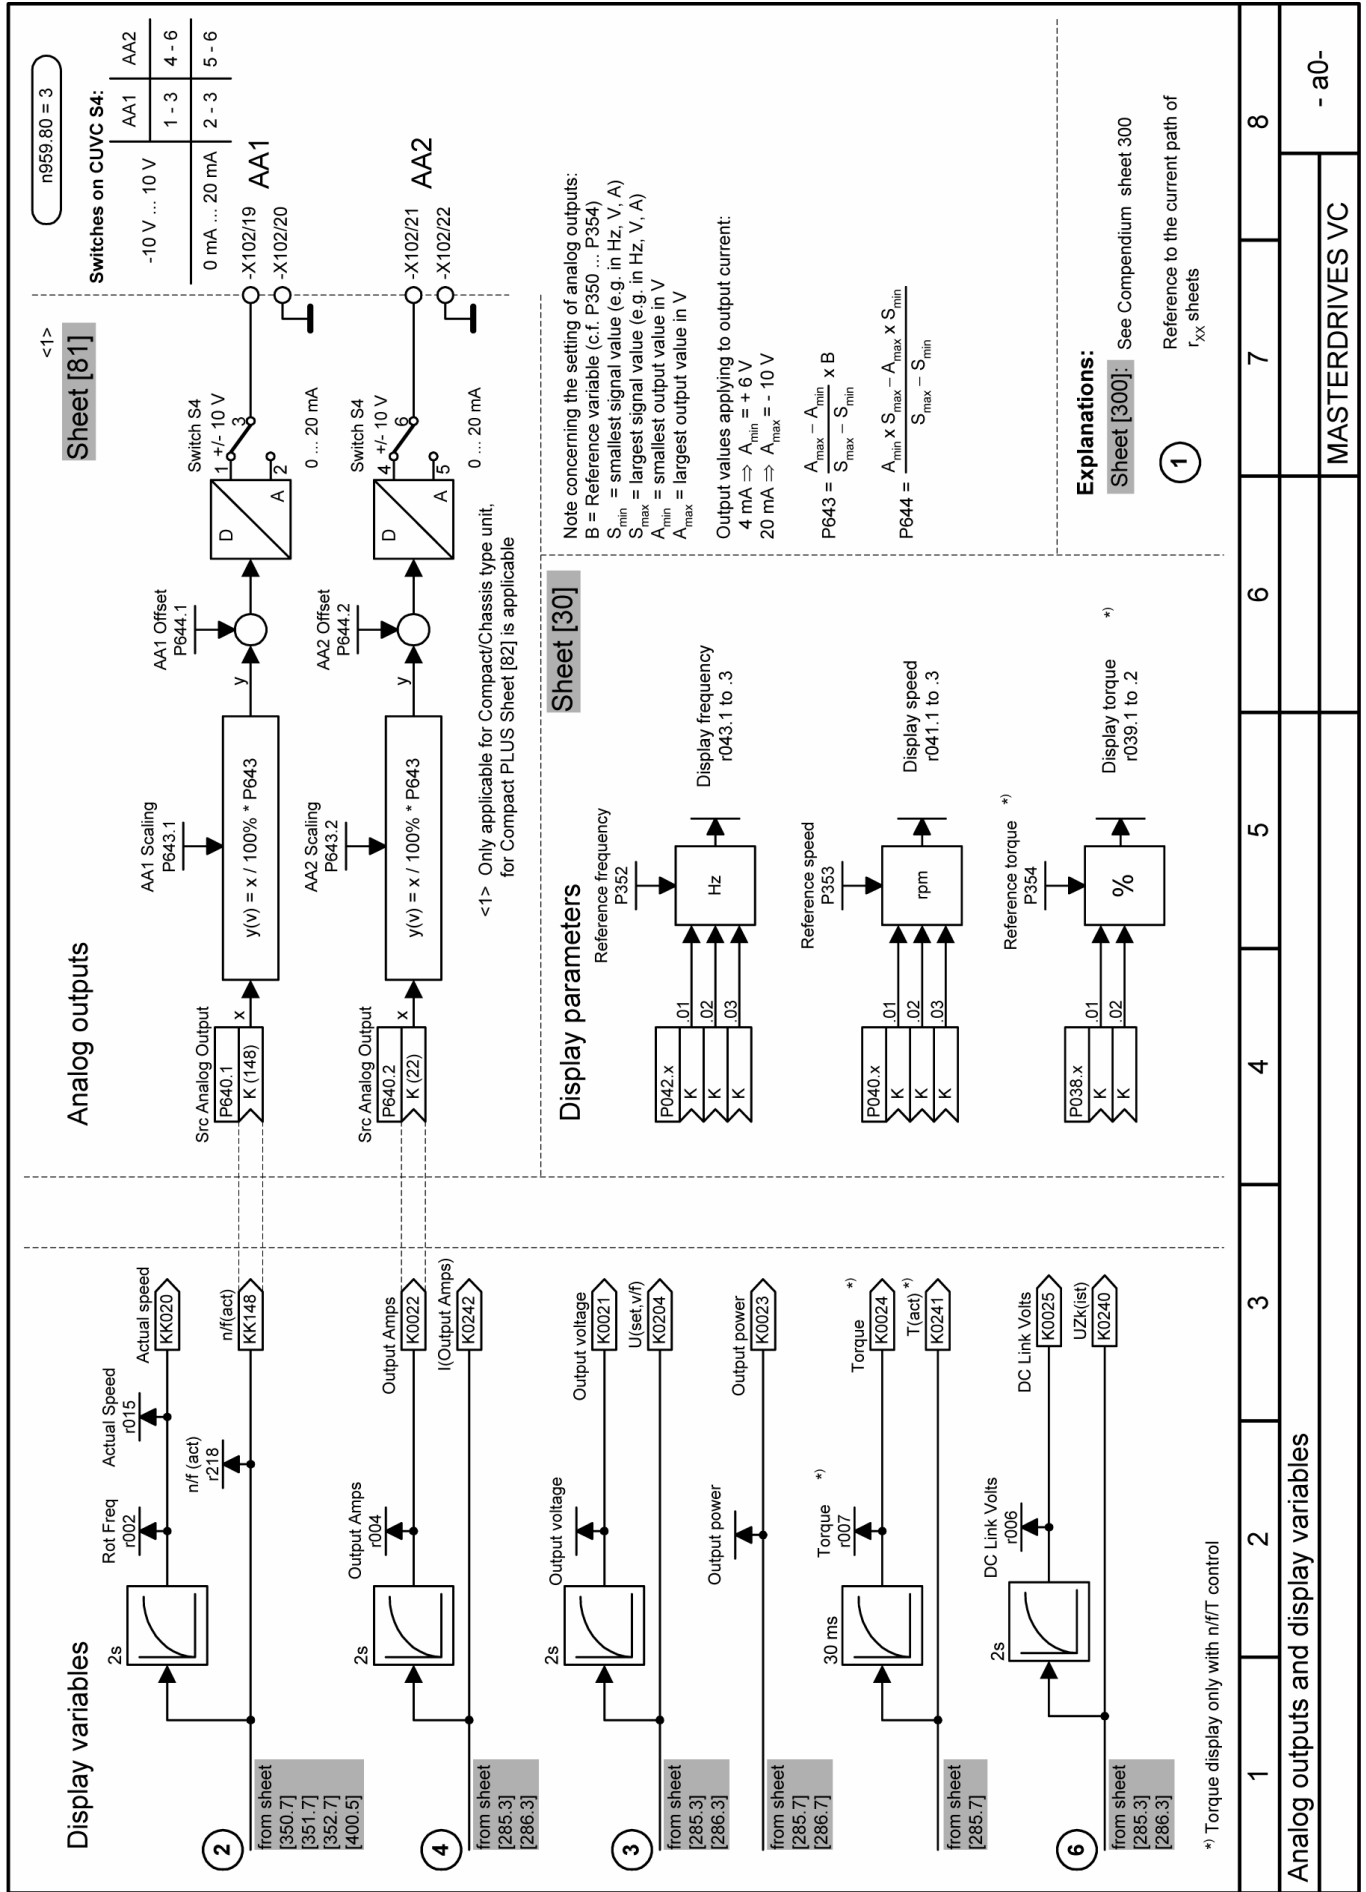 n959.80 = 3
Switches on CUVC S4:
AA1 AA2
-10 V ... 10 V 1 - 3 4 - 6
0 mA ... 20 mA 2 - 3 5 - 6
Display variables
2s
Rot Freq
r002
Actual Speed
r015
Actual speed
KK020
n/f (act)
r218
n/f(act)
KK148
2
from sheet
[350.7]
[351.7]
[352.7]
[400.5]
2s
Output Amps
r004
Output Amps
K0022
I(Output Amps)
K0242
4
from sheet
[285.3]
[286.3]
2s
Output voltage
Output voltage
K0021
U(set,v/f)
K0204
3
from sheet
[285.3]
[286.3]
Output power
Output power
K0023
from sheet
[285.7]
[286.7]
30 ms
Torque *)
r007
Torque *)
K0024
T(act) *)
K0241
from sheet
[285.7]
2s
DC Link Volts
r006
DC Link Volts
K0025
UZk(ist)
K0240
6
from sheet
[285.3]
[286.3]
*) Torque display only with n/f/T control
Analog outputs
<1>
Sheet [81]
Src Analog Output
P640.1
K (148)
x
AA1 Scaling
P643.1
y(v) = x / 100% * P643
y
AA1 Offset
P644.1
D
A
Switch S4
1 +/- 10 V
3
2
0 ... 20 mA
-X102/19
-X102/20
AA1
Src Analog Output
P640.2
K (22)
x
AA2 Scaling
P643.2
y(v) = x / 100% * P643
y
AA2 Offset
P644.2
D
A
Switch S4
4 +/- 10 V
6
5
0 ... 20 mA
-X102/21
-X102/22
AA2
<1> Only applicable for Compact/Chassis type unit,
for Compact PLUS Sheet [82] is applicable
Display parameters
Sheet [30]
Reference frequency
P352
P042.x
K .01
K .02
K .03
Hz
Display frequency
r043.1 to .3
Reference speed
P353
P040.x
K .01
K .02
K .03
rpm
Display speed
r041.1 to .3
Reference torque *)
P354
P038.x
K .01
K .02
%
Display torque *)
r039.1 to .2
Note concerning the setting of analog outputs:
B = Reference variable (c.f. P350 ... P354)
Smin = smallest signal value (e.g. in Hz, V, A)
Smax = largest signal value (e.g. in Hz, V, A)
Amin = smallest output value in V
Amax = largest output value in V
Output values applying to output current:
4 mA ⇒ Amin = + 6 V
20 mA ⇒ Amax = - 10 V
P643 = (Amax − Amin) / (Smax − Smin) x B
P644 = (Amin x Smax − Amax x Smin) / (Smax − Smin)
Explanations:
Sheet [300]: See Compendium sheet 300
1 Reference to the current path of
rXX sheets
1 2 3 4 5 6 7 8
Analog outputs and display variables
MASTERDRIVES VC
- a0-